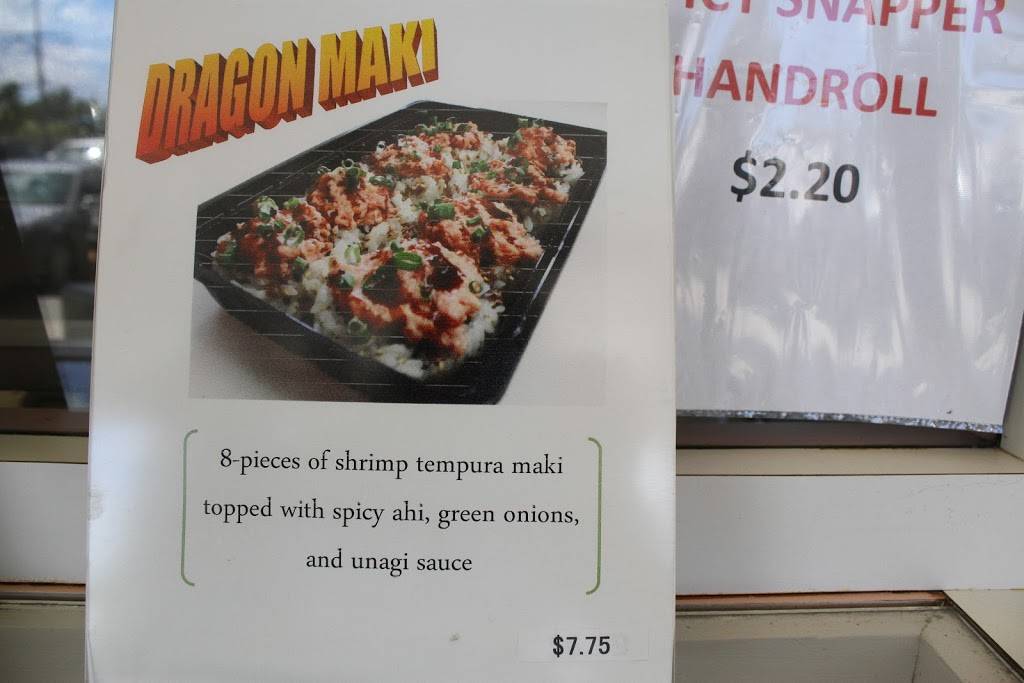 DRAGON MAKI
8-pieces of shrimp tempura maki
topped with spicy ahi, green onions,
and unagi sauce
$7.75
SNAPPER
HANDROLL
$2.20